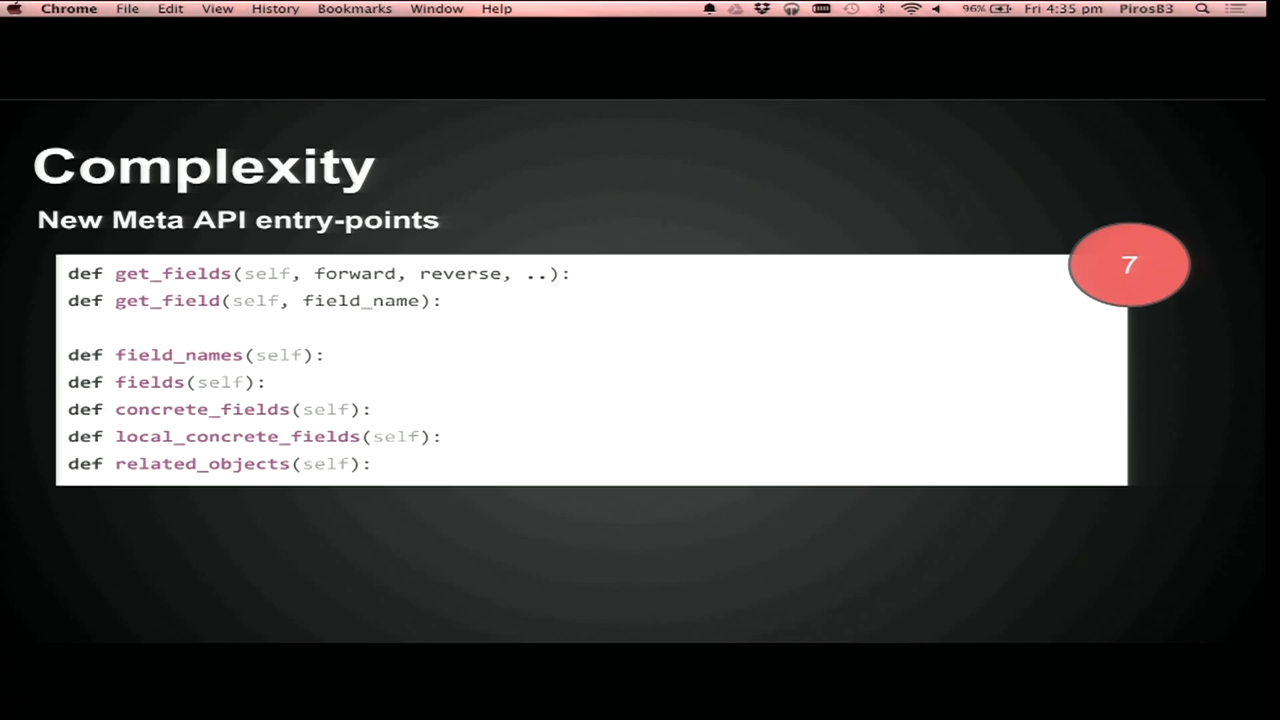 Chrome File Edit View History Bookmarks Window Help 96% Fri 4:35 pm PirosB3
Complexity
New Meta API entry-points
7
def get_fields(self, forward, reverse, ..):
def get_field(self, field_name):
def field_names(self):
def fields(self):
def concrete_fields(self):
def local_concrete_fields(self):
def related_objects(self):